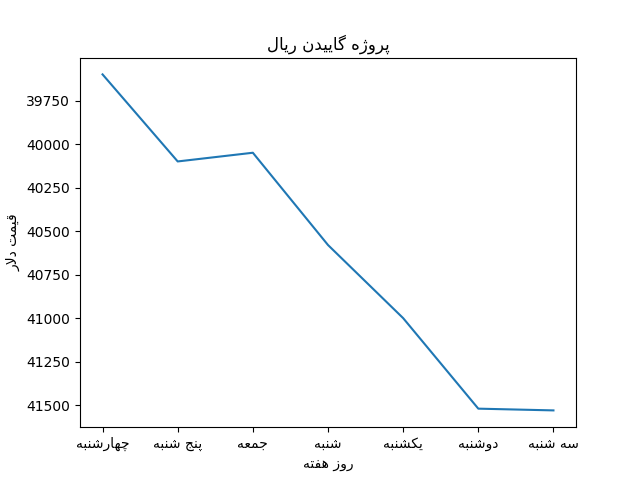 پروژه گاییدن ریال
قیمت دلار
39750
40000
40250
40500
40750
41000
41250
41500
چهارشنبه
پنج شنبه
جمعه
شنبه
یکشنبه
دوشنبه
سه شنبه
روز هفته